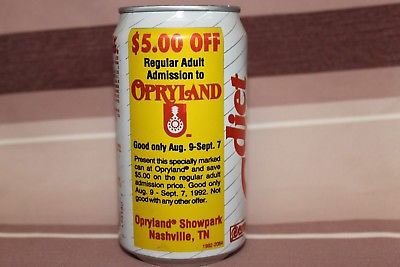 $5.00 OFF
Regular Adult
Admission to
OPRYLAND
Good only Aug. 9-Sept. 7
Present this specially marked
can at Opryland® and save
$5.00 on the regular adult
admission price. Good only
Aug. 9 - Sept. 7, 1992. Not
good with any other offer.
Opryland® Showpark
Nashville, TN
diet